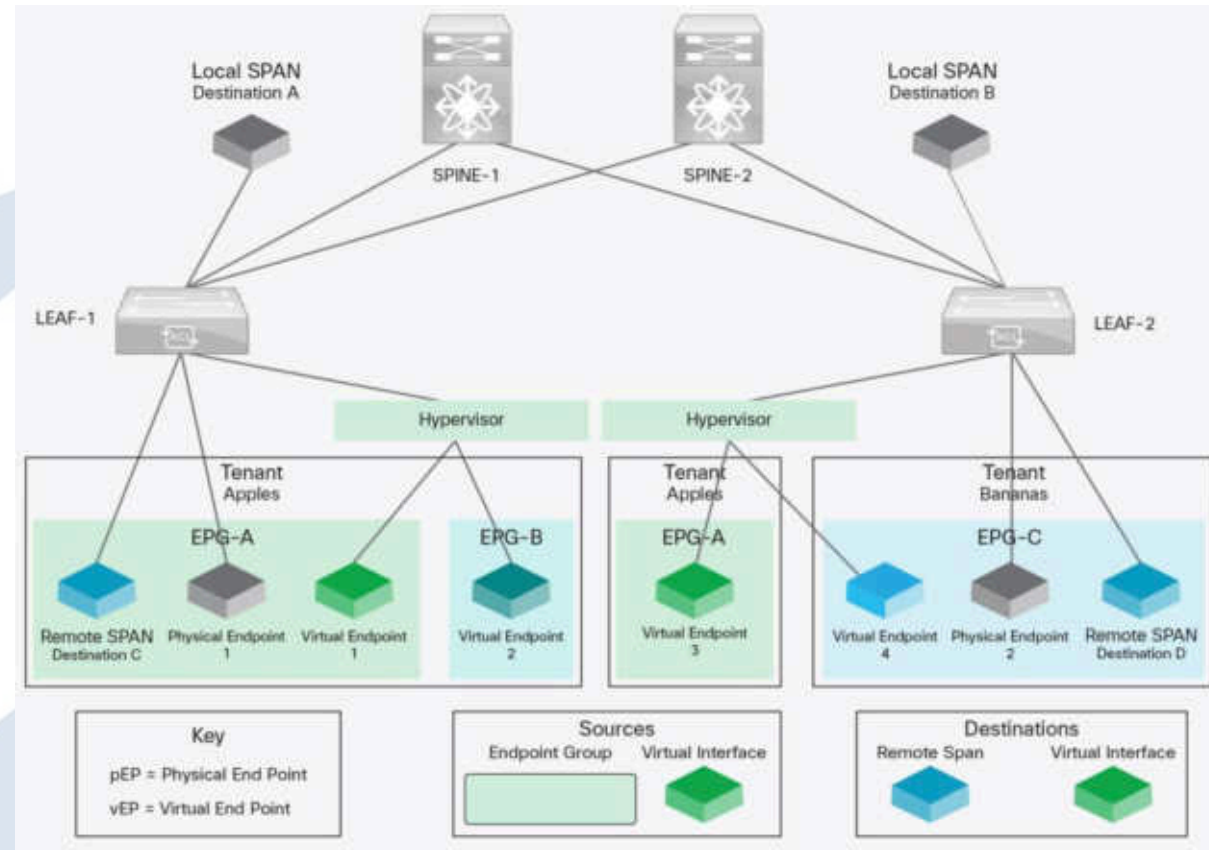 Local SPAN
Destination A
Local SPAN
Destination B
SPINE-1
SPINE-2
LEAF-1
LEAF-2
Hypervisor
Hypervisor
Tenant
Apples
Tenant
Apples
Tenant
Bananas
EPG-A
EPG-B
EPG-A
EPG-C
Remote SPAN
Destination C
Physical Endpoint
1
Virtual Endpoint
1
Virtual Endpoint
2
Virtual Endpoint
3
Virtual Endpoint
4
Physical Endpoint
2
Remote SPAN
Destination D
Key
pEP = Physical End Point
vEP = Virtual End Point
Sources
Endpoint Group
Virtual Interface
Destinations
Remote Span
Virtual Interface